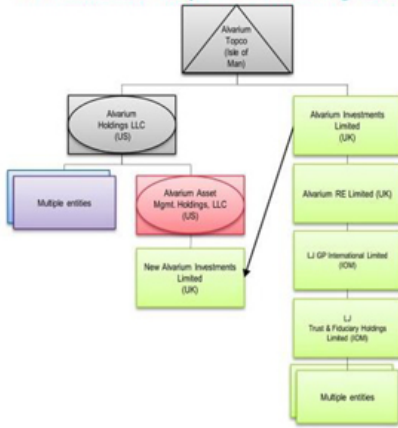 Alvarium
Topco
(Isle of
Man)
Alvarium
Holdings LLC
(US)
Alvarium Investments
Limited
(UK)
Multiple entities
Alvarium Asset
Mgmt. Holdings, LLC
(US)
Alvarium RE Limited (UK)
New Alvarium Investments
Limited
(UK)
LJ GP International Limited
(IOM)
LJ
Trust & Fiduciary Holdings
Limited (IOM)
Multiple entities